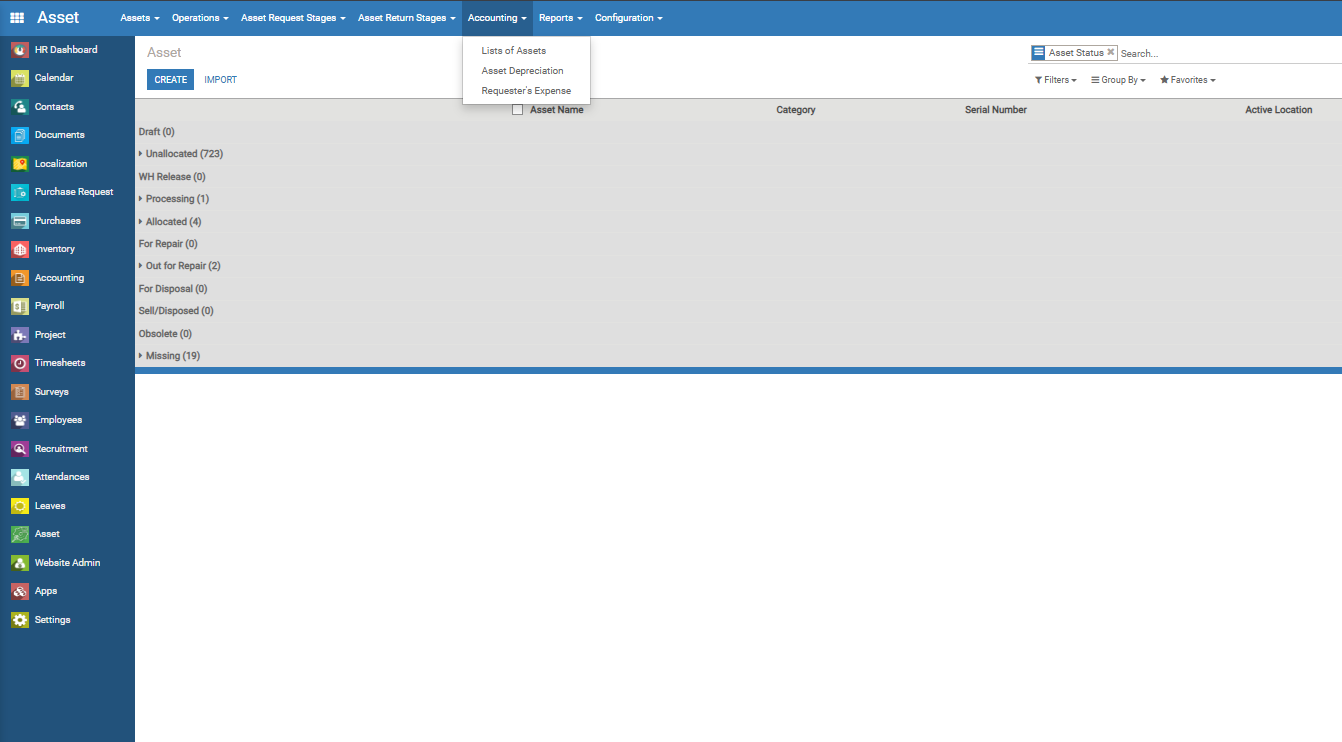 Asset
Assets Operations Asset Request Stages Asset Return Stages Accounting Reports Configuration
HR Dashboard
Calendar
Contacts
Documents
Localization
Purchase Request
Purchases
Inventory
Accounting
Payroll
Project
Timesheets
Surveys
Employees
Recruitment
Attendances
Leaves
Asset
Website Admin
Apps
Settings
Asset
CREATE IMPORT
Lists of Assets
Asset Depreciation
Requester's Expense
Asset Status Search...
Filters Group By Favorites
Asset Name Category Serial Number Active Location
Draft (0)
Unallocated (723)
WH Release (0)
Processing (1)
Allocated (4)
For Repair (0)
Out for Repair (2)
For Disposal (0)
Sell/Disposed (0)
Obsolete (0)
Missing (19)